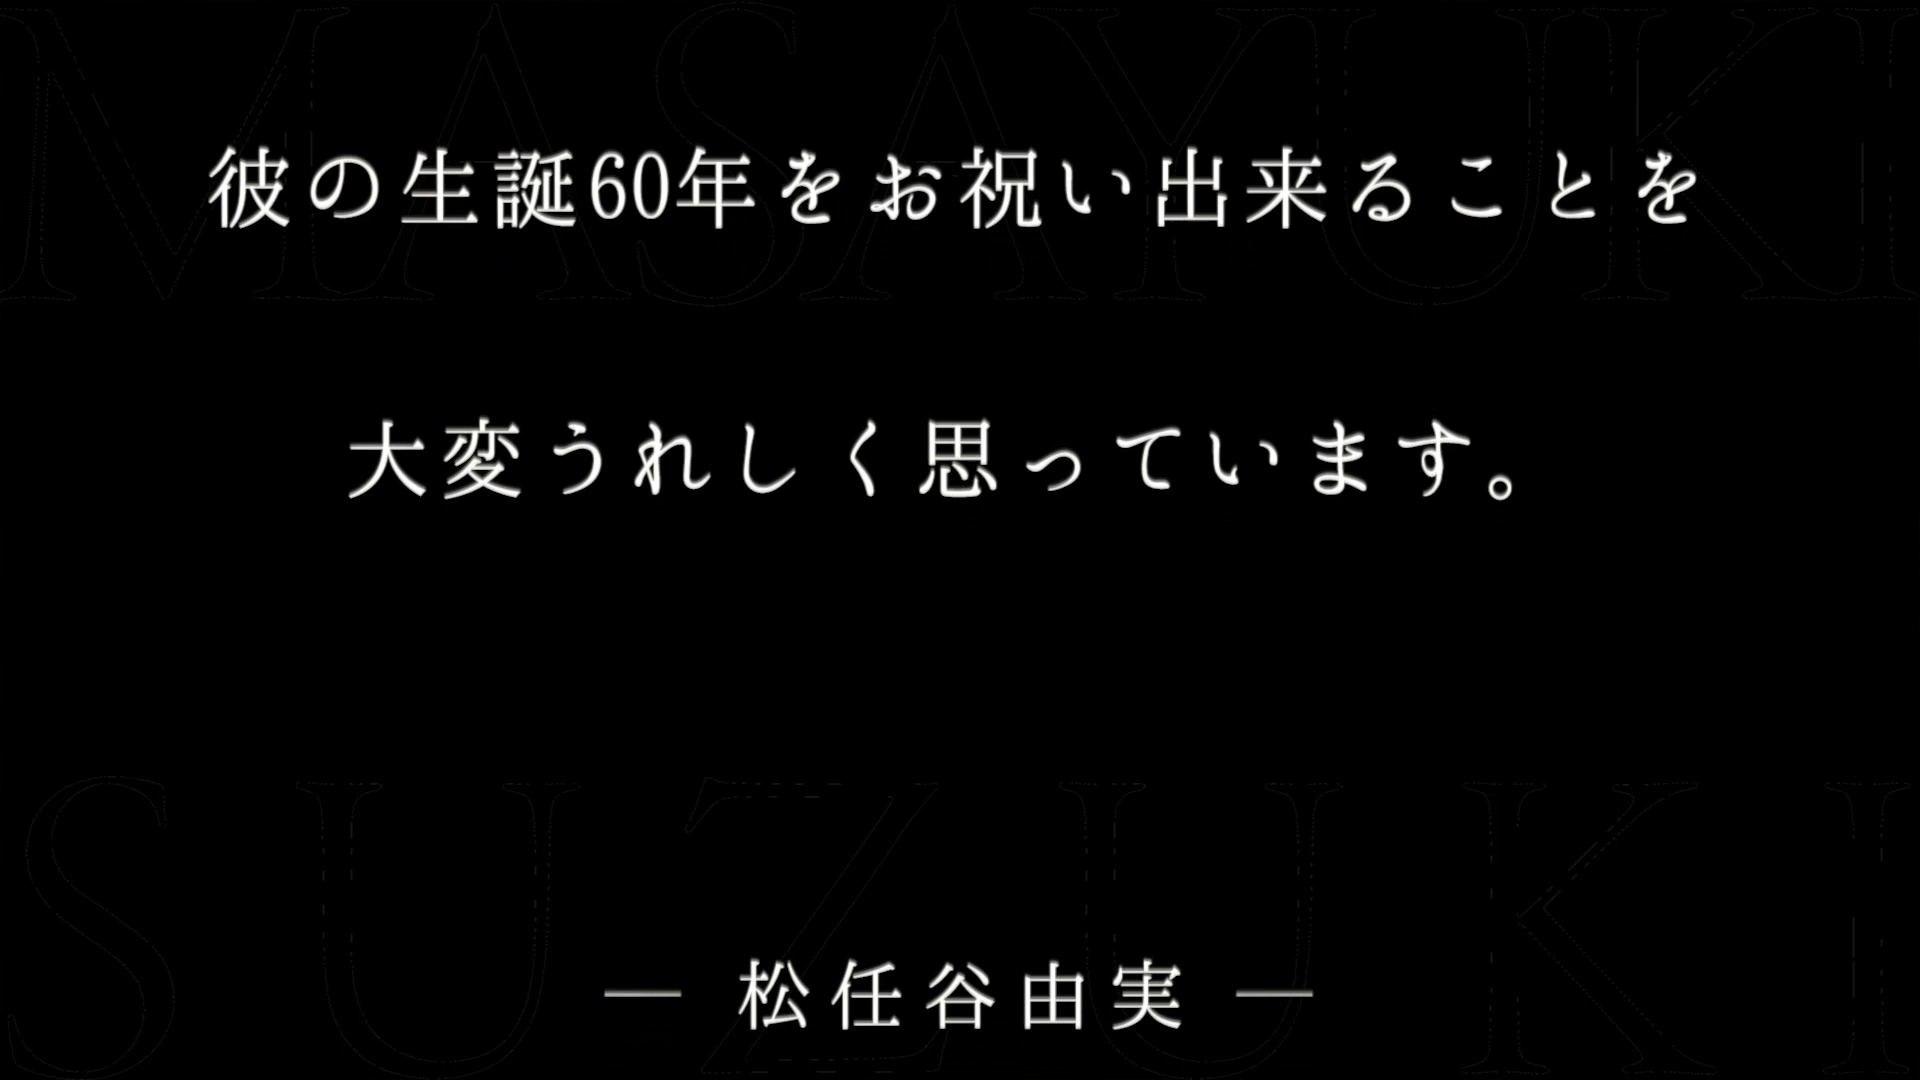 MASAYUKI
彼の生誕60年をお祝い出来ることを
大変うれしく思っています。
SUZUKI
— 松任谷由実 —